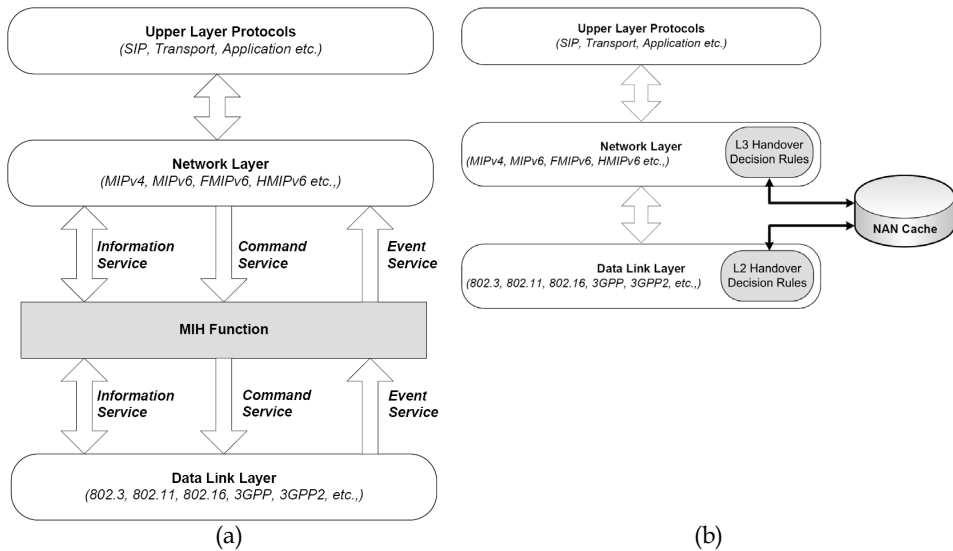 Upper Layer Protocols
(SIP, Transport, Application etc.)
Network Layer
(MIPv4, MIPv6, FMIPv6, HMIPv6 etc.,)
Information
Service
Command
Service
Event
Service
MIH Function
Information
Service
Command
Service
Event
Service
Data Link Layer
(802.3, 802.11, 802.16, 3GPP, 3GPP2, etc.,)
(a)
Upper Layer Protocols
(SIP, Transport, Application etc.)
Network Layer
(MIPv4, MIPv6, FMIPv6, HMIPv6 etc.,)
L3 Handover
Decision Rules
NAN Cache
Data Link Layer
(802.3, 802.11, 802.16, 3GPP, 3GPP2, etc.,)
L2 Handover
Decision Rules
(b)